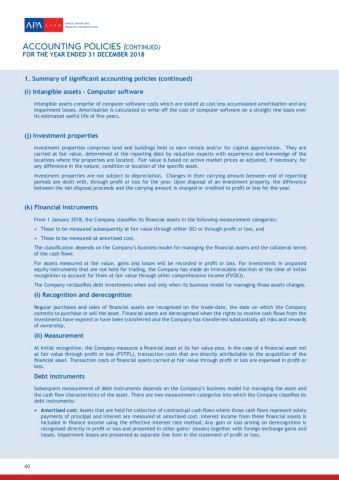 APA LIFE ANNUAL REPORT AND
FINANCIAL STATEMENTS 2018
ACCOUNTING POLICIES (CONTINUED)
FOR THE YEAR ENDED 31 DECEMBER 2018
1. Summary of significant accounting policies (continued)
(i) Intangible assets - Computer software
Intangible assets comprise of computer software costs which are stated at cost less accumulated amortisation and any
impairment losses. Amortisation is calculated to write off the cost of computer software on a straight line basis over
its estimated useful life of five years.
(j) Investment properties
Investment properties comprises land and buildings held to earn rentals and/or for capital appreciation. They are
carried at fair value, determined at the reporting date by valuation experts with experience and knowledge of the
locations where the properties are located. Fair value is based on active market prices as adjusted, if necessary, for
any difference in the nature, condition or location of the specific asset.
Investment properties are not subject to depreciation. Changes in their carrying amount between end of reporting
periods are dealt with, through profit or loss for the year. Upon disposal of an investment property, the difference
between the net disposal proceeds and the carrying amount is charged or credited to profit or loss for the year.
(k) Financial instruments
From 1 January 2018, the Company classifies its financial assets in the following measurement categories:
• Those to be measured subsequently at fair value through either OCI or through profit or loss, and
• Those to be measured at amortised cost.
The classification depends on the Company's business model for managing the financial assets and the collateral terms
of the cash flows
For assets measured at fair value, gains and losses will be recorded in profit or loss. For investments in unquoted
equity instruments that are not held for trading, the Company has made an irrevocable election at the time of initial
recognition to account for them at fair value through other comprehensive income (FVOCI).
The Company reclassifies debt investments when and only when its business model for managing those assets changes.
(i) Recognition and derecognition
Regular purchases and sales of financial assets are recognised on the trade-date, the date on which the Company
commits to purchase or sell the asset. Financial assets are derecognised when the rights to receive cash flows from the
investments have expired or have been transferred and the Company has transferred substantially all risks and rewards
of ownership.
(ii) Measurement
At initial recognition, the Company measures a financial asset at its fair value plus, in the case of a financial asset not
at fair value through profit or loss (FVTPL), transaction costs that are directly attributable to the acquisition of the
financial asset. Transaction costs of financial assets carried at fair value through profit or loss are expensed in profit or
loss.
Debt instruments
Subsequent measurement of debt instruments depends on the Company's business model for managing the asset and
the cash flow characteristics of the asset. There are two measurement categories into which the Company classifies its
debt instruments:
• Amortised cost: Assets that are held for collection of contractual cash flows where those cash flows represent solely
payments of principal and interest are measured at amortised cost. Interest income from these financial assets is
included in finance income using the effective interest rate method. Any gain or loss arising on derecognition is
recognised directly in profit or loss and presented in other gains/ (losses) together with foreign exchange gains and
losses. Impairment losses are presented as separate line item in the statement of profit or loss.
40